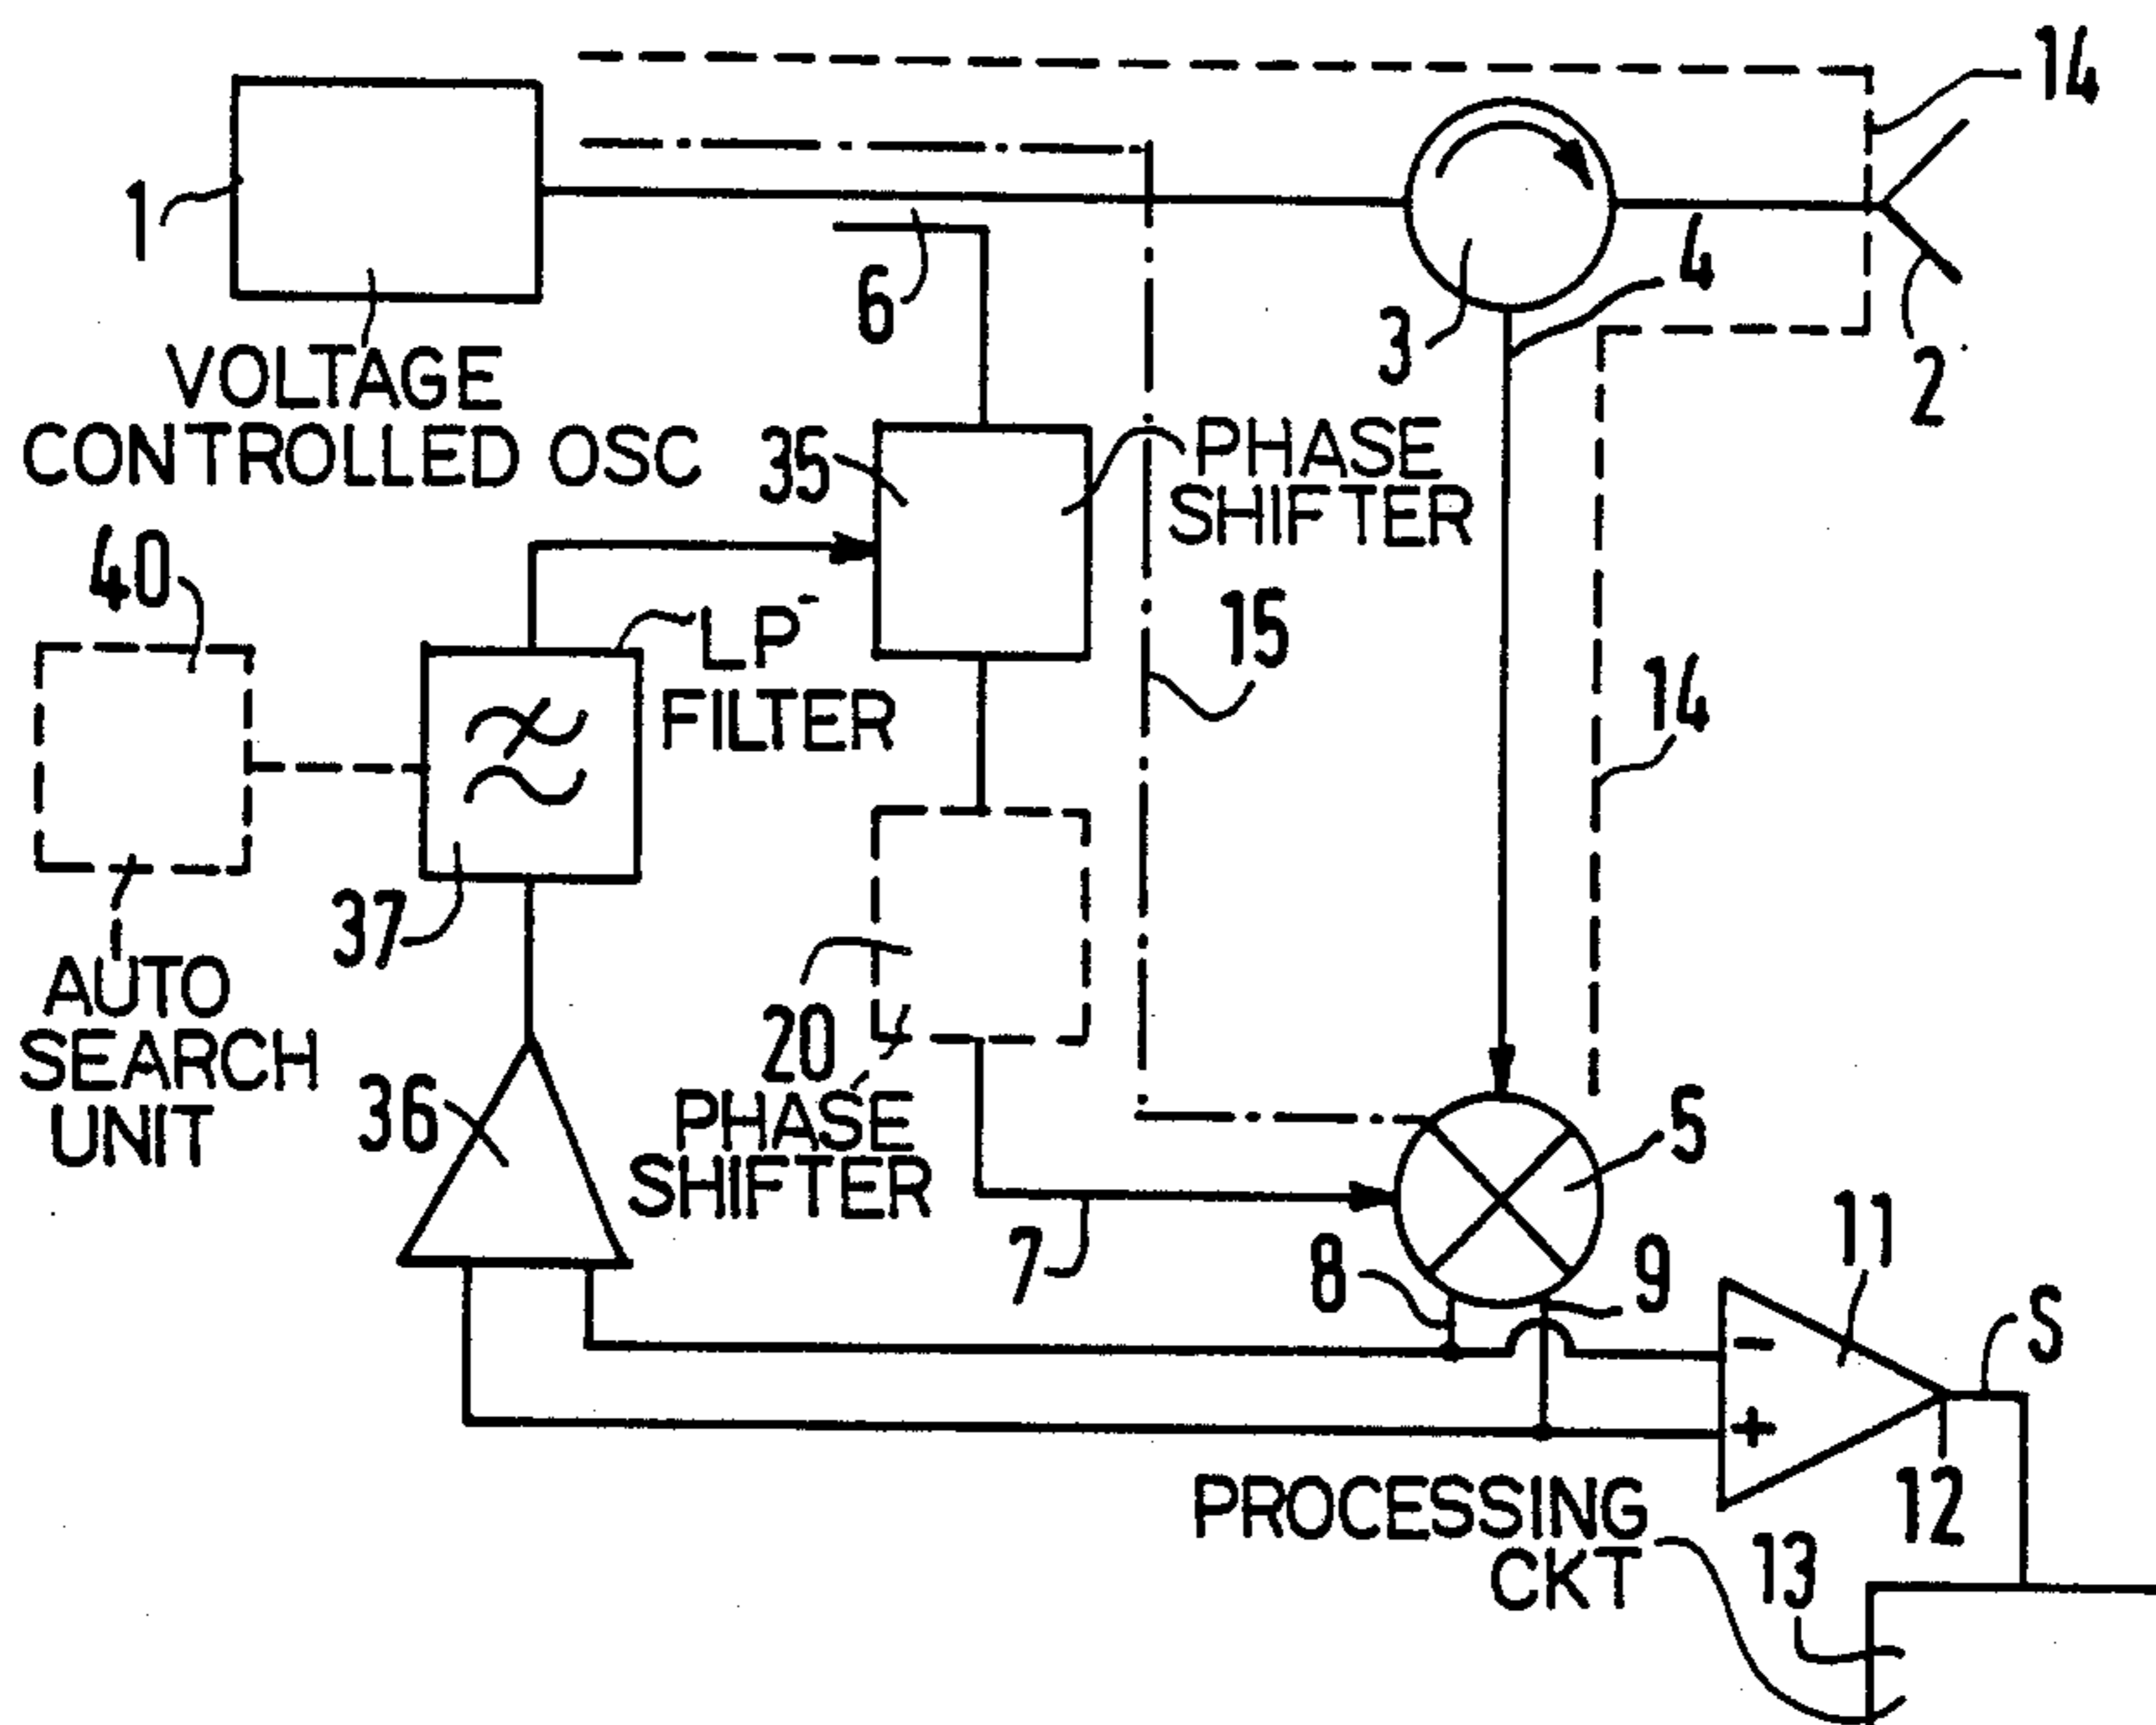 14
1
VOLTAGE
CONTROLLED OSC
6
3
4
2
35
PHASE
SHIFTER
40
LP-
FILTER
15
14
37
AUTO
SEARCH
UNIT
36
20
PHASE
SHIFTER
5
7
8
9
11
-
+
S
12
PROCESSING
CKT
13